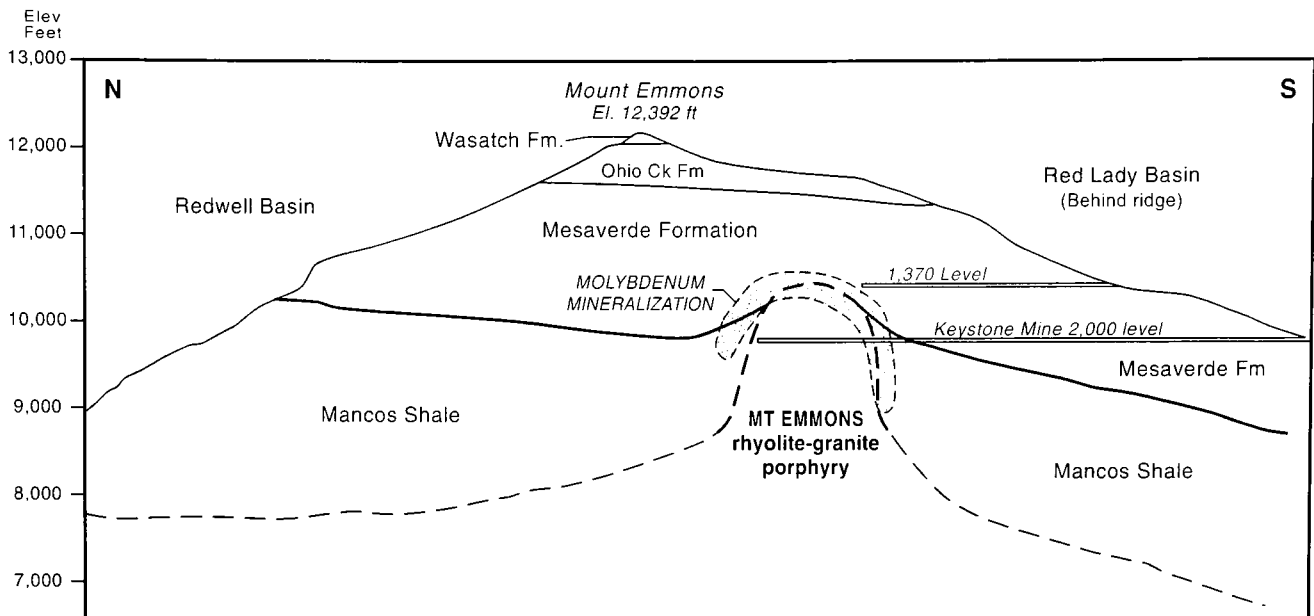 Elev
Feet
13,000
N
S
Mount Emmons
El. 12,392 ft
12,000
Wasatch Fm.
Ohio Ck Fm
Red Lady Basin
(Behind ridge)
Redwell Basin
11,000
Mesaverde Formation
MOLYBDENUM
MINERALIZATION
1,370 Level
10,000
Keystone Mine 2,000 level
Mesaverde Fm
9,000
Mancos Shale
MT EMMONS
rhyolite-granite
porphyry
Mancos Shale
8,000
7,000